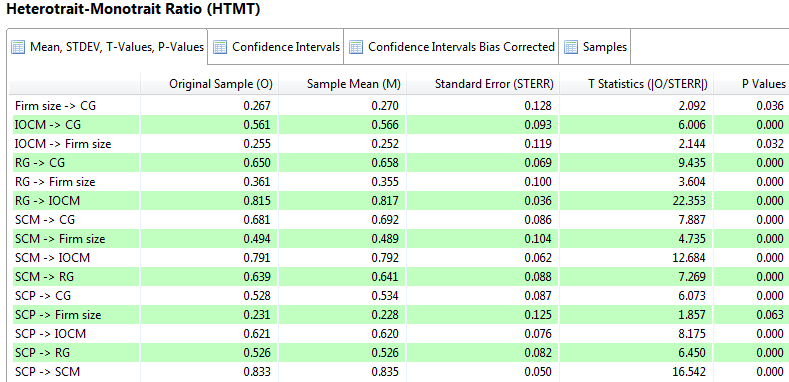 Heterotrait-Monotrait Ratio (HTMT)
Mean, STDEV, T-Values, P-Values Confidence Intervals Confidence Intervals Bias Corrected Samples
Original Sample (O) Sample Mean (M) Standard Error (STERR) T Statistics (|O/STERR|) P Values
Firm size -> CG 0.267 0.270 0.128 2.092 0.036
IOCM -> CG 0.561 0.566 0.093 6.006 0.000
IOCM -> Firm size 0.255 0.252 0.119 2.144 0.032
RG -> CG 0.650 0.658 0.069 9.435 0.000
RG -> Firm size 0.361 0.355 0.100 3.604 0.000
RG -> IOCM 0.815 0.817 0.036 22.353 0.000
SCM -> CG 0.681 0.692 0.086 7.887 0.000
SCM -> Firm size 0.494 0.489 0.104 4.735 0.000
SCM -> IOCM 0.791 0.792 0.062 12.684 0.000
SCM -> RG 0.639 0.641 0.088 7.269 0.000
SCP -> CG 0.528 0.534 0.087 6.073 0.000
SCP -> Firm size 0.231 0.228 0.125 1.857 0.063
SCP -> IOCM 0.621 0.620 0.076 8.175 0.000
SCP -> RG 0.526 0.526 0.082 6.450 0.000
SCP -> SCM 0.833 0.835 0.050 16.542 0.000